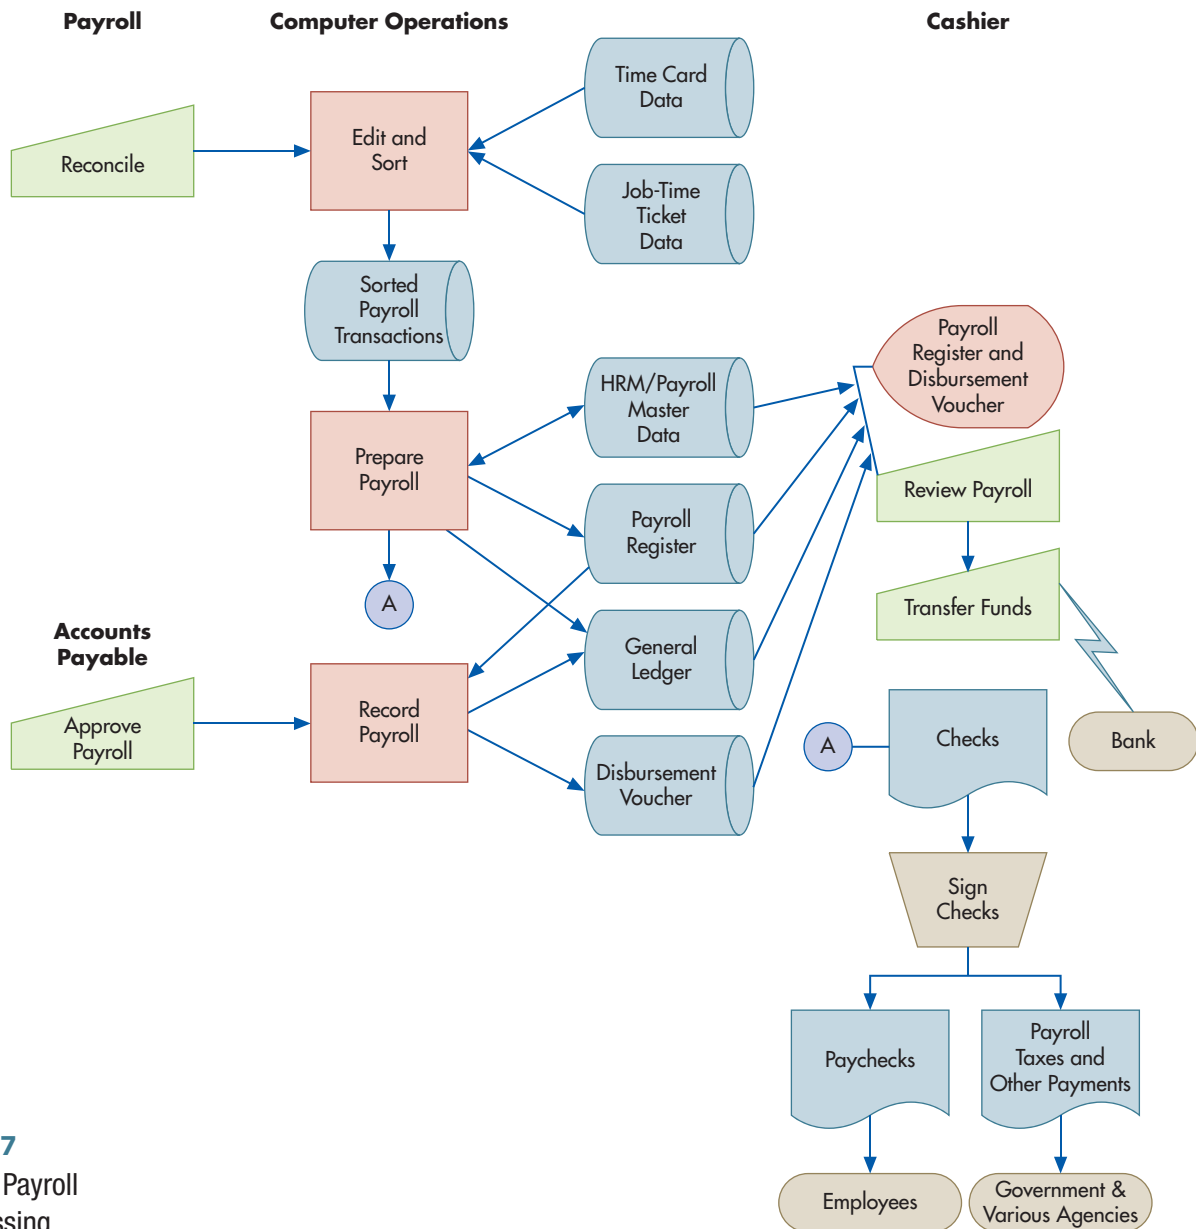 Payroll
Computer Operations
Cashier
Time Card
Data
Edit and
Sort
Reconcile
Job-Time
Ticket
Data
Sorted
Payroll
Transactions
Payroll
Register and
Disbursement
Voucher
HRM/Payroll
Master
Data
Prepare
Payroll
Review Payroll
Payroll
Register
A
Transfer Funds
Accounts
Payable
General
Ledger
Record
Payroll
Approve
Payroll
A
Checks
Bank
Disbursement
Voucher
Sign
Checks
Paychecks
Payroll
Taxes and
Other Payments
7
Payroll
ssing
Employees
Government &
Various Agencies